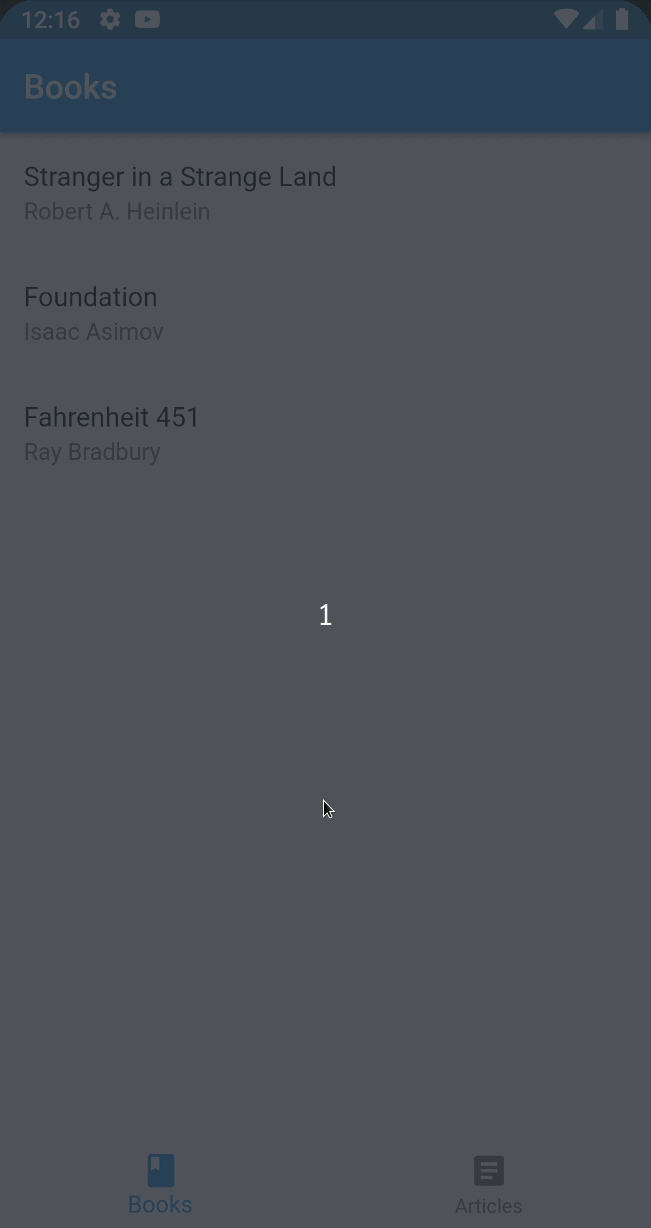 12:16
Books
Stranger in a Strange Land
Robert A. Heinlein
Foundation
Isaac Asimov
Fahrenheit 451
Ray Bradbury
1
Books
Articles